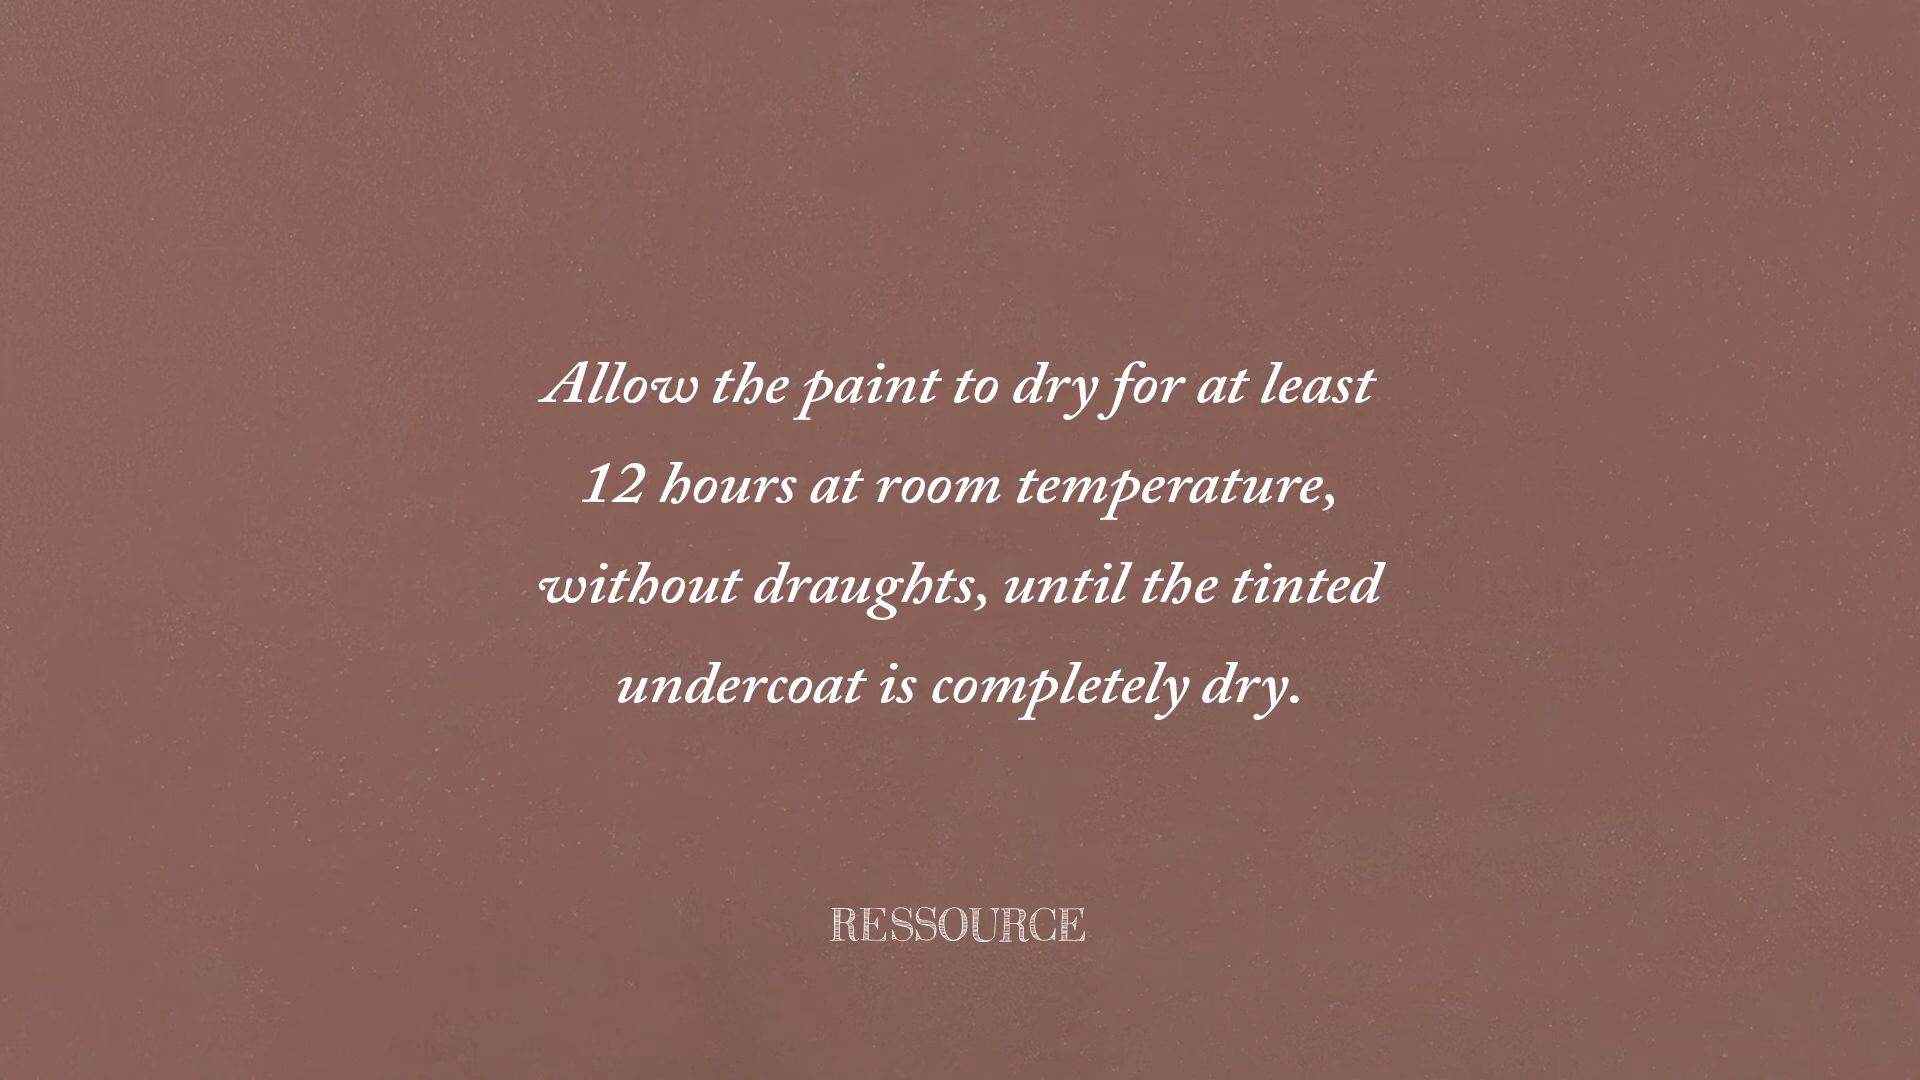 Allow the paint to dry for at least
12 hours at room temperature,
without draughts, until the tinted
undercoat is completely dry.
RESSOURCE